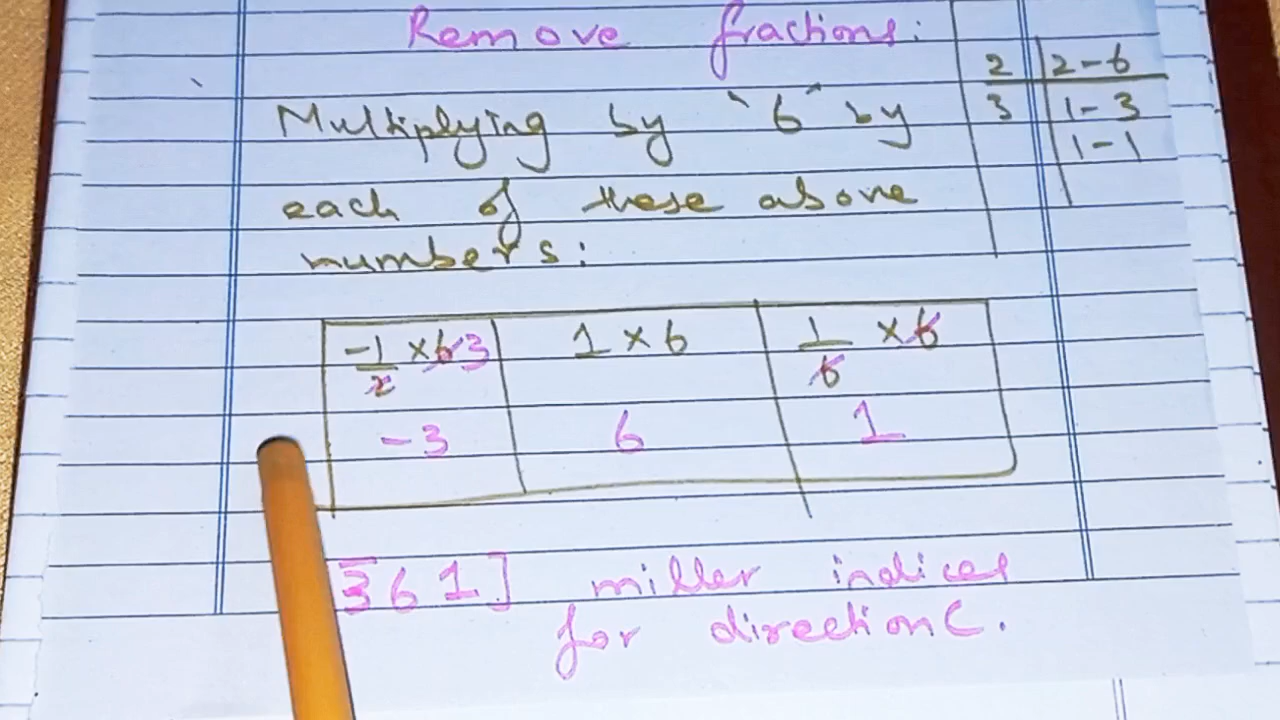 Remove fractions:
2 | 2-6
3 | 1-3
1-1
Multiplying by "6" by
each of these above
numbers:
-1/2 ×6 3 | 1×6 | 1/6 ×6
-3 | 6 | 1
3̅ 6 1] miller indices
for direction C.